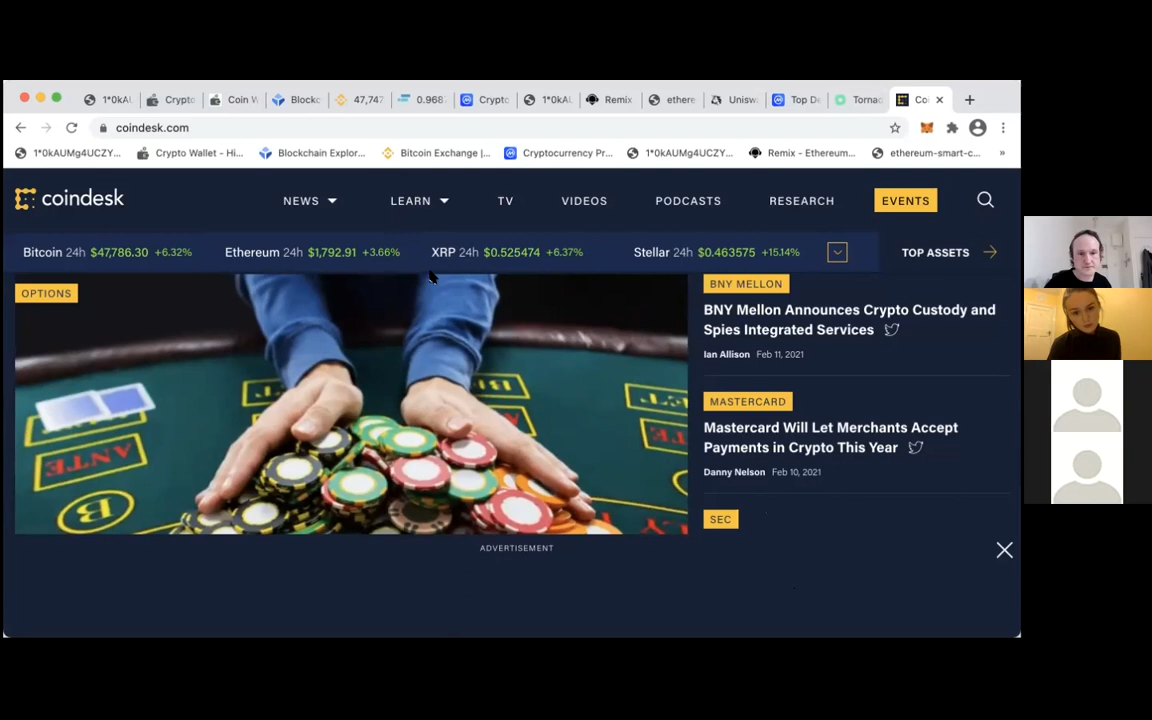 1*0kAU
Crypto
Coin W
Blockc
47,747
0.968
Crypto
1*0kAU
Remix
ethere
Unisw
Top De
Tornac
Co
coindesk.com
1*0kAUMg4UCZY...
Crypto Wallet - Hi...
Blockchain Explor...
Bitcoin Exchange |...
Cryptocurrency Pr...
1*0kAUMg4UCZY...
Remix - Ethereum...
ethereum-smart-c...
»
coindesk
NEWS
LEARN
TV
VIDEOS
PODCASTS
RESEARCH
EVENTS
Bitcoin 24h $47,786.30 +6.32%
Ethereum 24h $1,792.91 +3.66%
XRP 24h $0.525474 +6.37%
Stellar 24h $0.463575 +15.14%
TOP ASSETS
OPTIONS
ANTE
ANTE
BNY MELLON
BNY Mellon Announces Crypto Custody and
Spies Integrated Services
Ian Allison Feb 11, 2021
MASTERCARD
Mastercard Will Let Merchants Accept
Payments in Crypto This Year
Danny Nelson Feb 10, 2021
SEC
ADVERTISEMENT